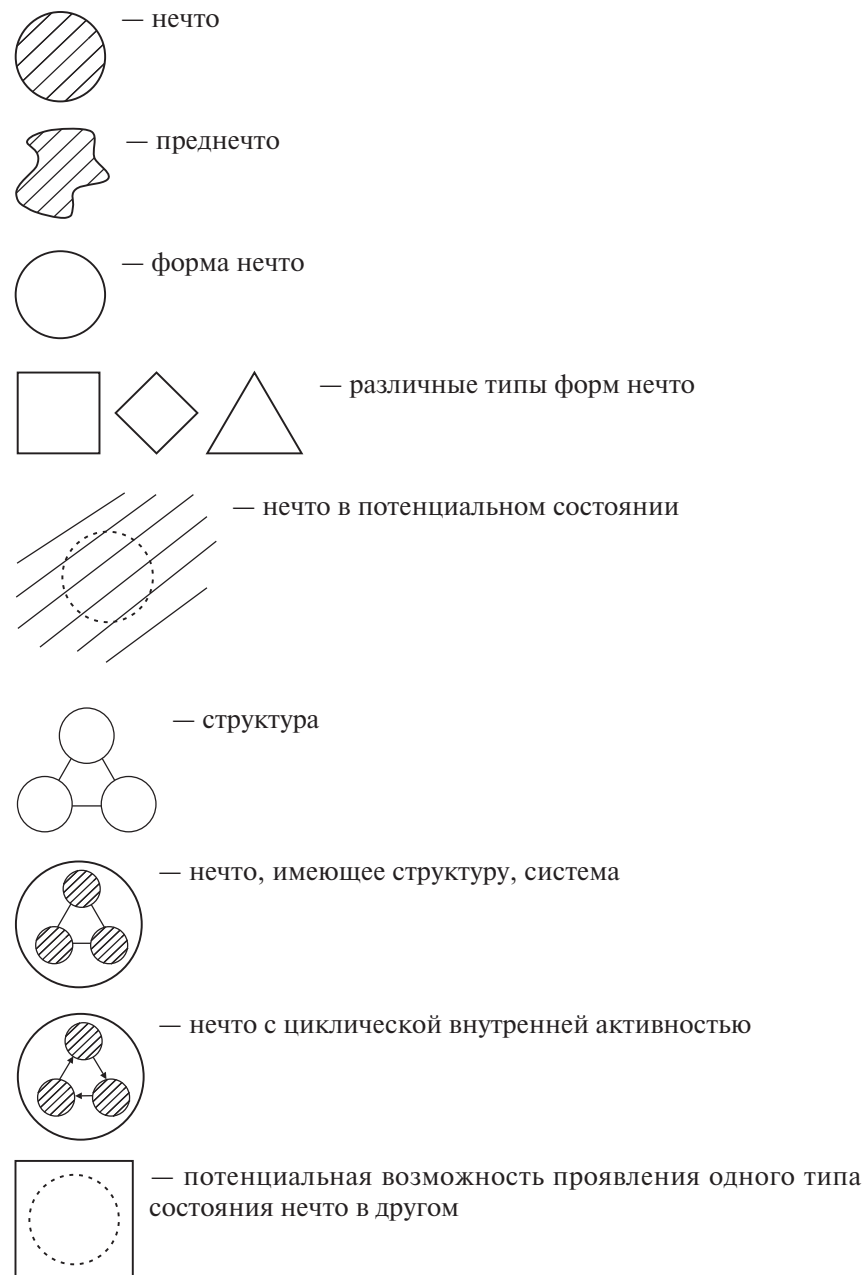 — нечто
— преднечто
— форма нечто
— различные типы форм нечто
— нечто в потенциальном состоянии
— структура
— нечто, имеющее структуру, система
— нечто с циклической внутренней активностью
— потенциальная возможность проявления одного типа
состояния нечто в другом